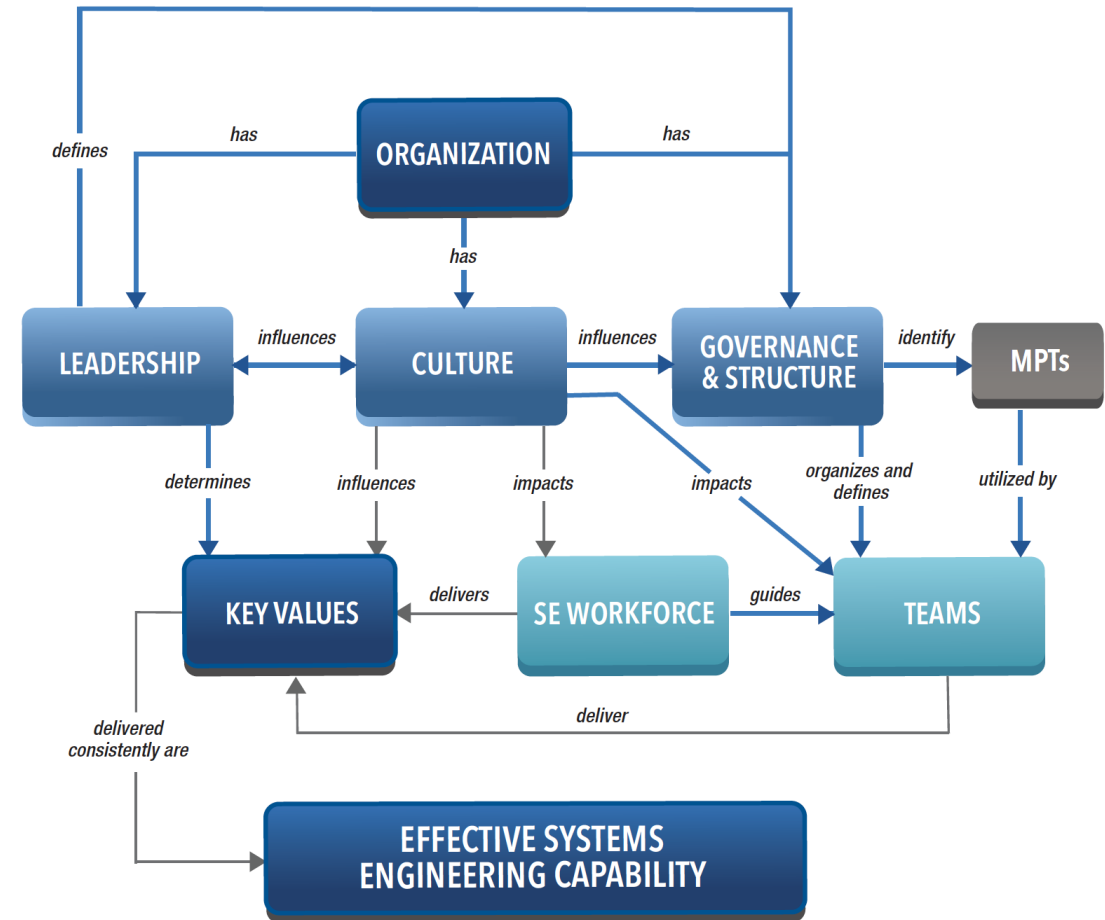 has
has
defines
ORGANIZATION
has
influences
influences
GOVERNANCE
& STRUCTURE
identify
LEADERSHIP
CULTURE
MPTs
determines
influences
impacts
impacts
organizes and
defines
utilized by
KEY VALUES
delivers
SE WORKFORCE
guides
TEAMS
deliver
delivered
consistently are
EFFECTIVE SYSTEMS
ENGINEERING CAPABILITY